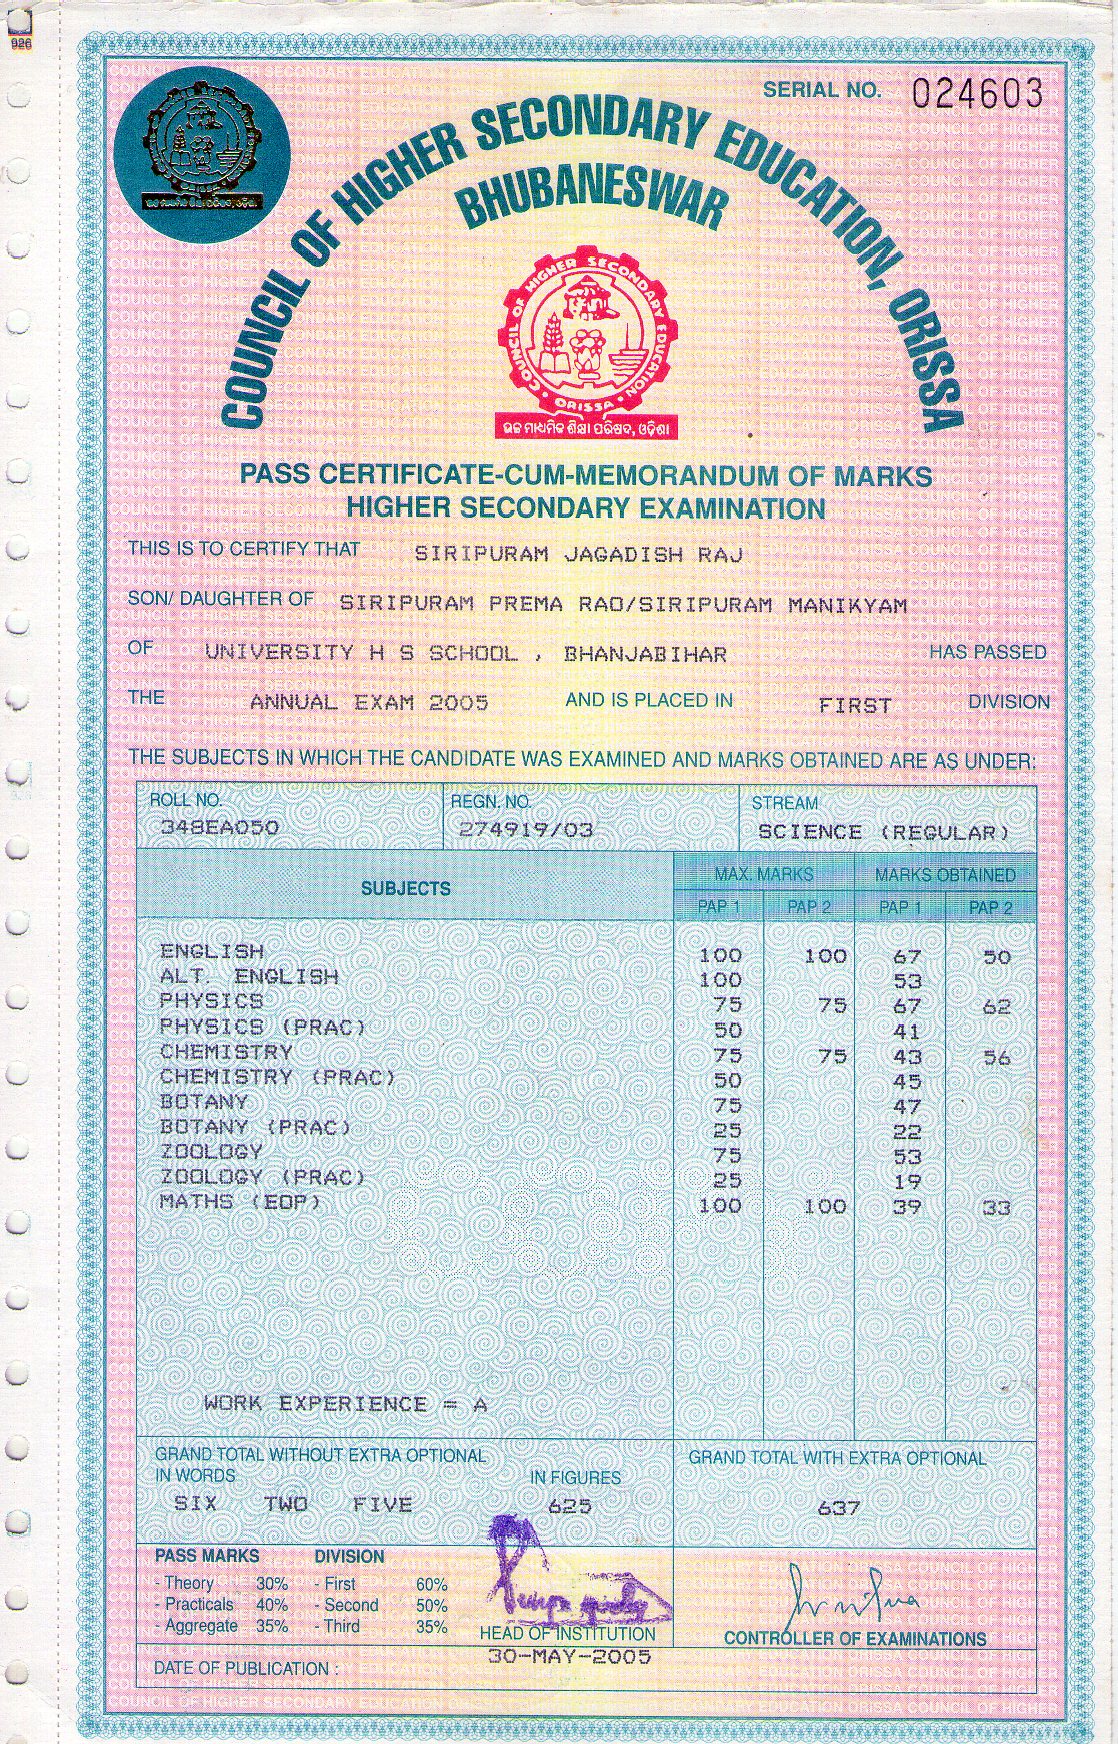 926
SERIAL NO. 024603
COUNCIL OF HIGHER SECONDARY EDUCATION, ORISSA
BHUBANESWAR
COUNCIL OF HIGHER SECONDARY EDUCATION
ORISSA
ଉଚ୍ଚ ମାଧ୍ୟମିକ ଶିକ୍ଷା ପରିଷଦ, ଓଡ଼ିଶା
PASS CERTIFICATE-CUM-MEMORANDUM OF MARKS
HIGHER SECONDARY EXAMINATION
THIS IS TO CERTIFY THAT SIRIPURAM JAGADISH RAJ
SON/ DAUGHTER OF SIRIPURAM PREMA RAO/SIRIPURAM MANIKYAM
OF UNIVERSITY H S SCHOOL , BHANJABIHAR HAS PASSED
THE ANNUAL EXAM 2005 AND IS PLACED IN FIRST DIVISION
THE SUBJECTS IN WHICH THE CANDIDATE WAS EXAMINED AND MARKS OBTAINED ARE AS UNDER:
ROLL NO. REGN. NO. STREAM
348EA050 274919/03 SCIENCE (REGULAR)
SUBJECTS MAX. MARKS MARKS OBTAINED
PAP 1 PAP 2 PAP 1 PAP 2
ENGLISH 100 100 67 50
ALT. ENGLISH 100 53
PHYSICS 75 75 67 62
PHYSICS (PRAC) 50 41
CHEMISTRY 75 75 43 56
CHEMISTRY (PRAC) 50 45
BOTANY 75 47
BOTANY (PRAC) 25 22
ZOOLOGY 75 53
ZOOLOGY (PRAC) 25 19
MATHS (EOP) 100 100 39 33
WORK EXPERIENCE = A
GRAND TOTAL WITHOUT EXTRA OPTIONAL GRAND TOTAL WITH EXTRA OPTIONAL
IN WORDS IN FIGURES
SIX TWO FIVE 625 637
PASS MARKS DIVISION
- Theory 30% - First 60%
- Practicals 40% - Second 50%
- Aggregate 35% - Third 35%
HEAD OF INSTITUTION CONTROLLER OF EXAMINATIONS
30-MAY-2005
DATE OF PUBLICATION :